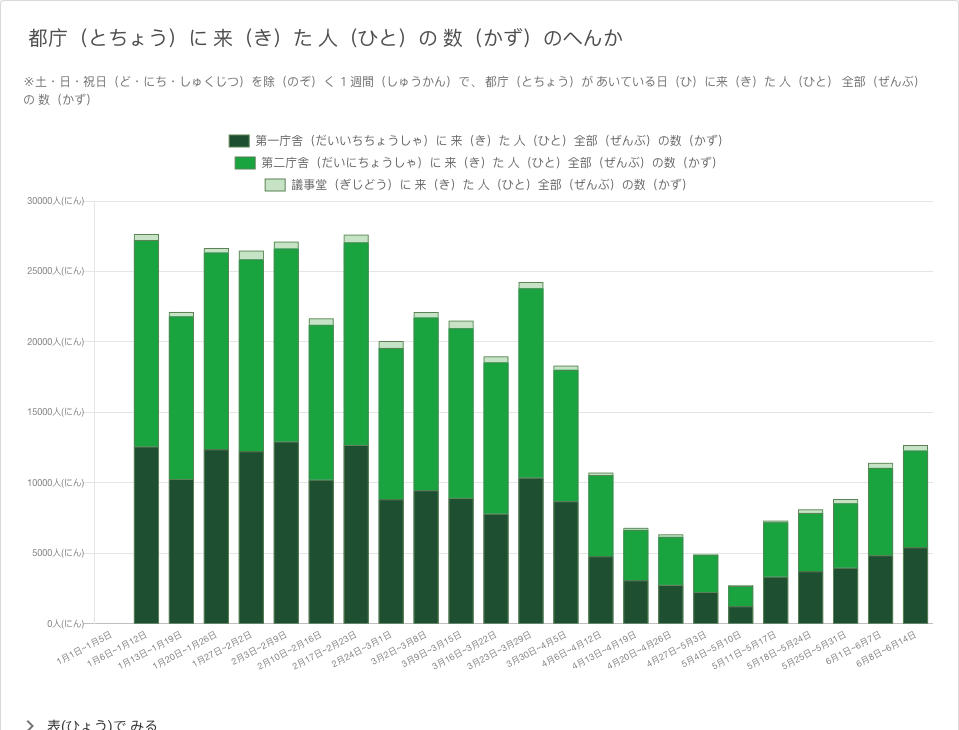 都庁（とちょう）に 来（き）た 人（ひと）の 数（かず）のへんか
※土・日・祝日（ど・にち・しゅくじつ）を除（のぞ）く 1 週間（しゅうかん）で、 都庁（とちょう）が あいている日（ひ）に来（き）た 人（ひと） 全部（ぜんぶ）
の 数（かず）
第一庁舎（だいいちちょうしゃ）に 来（き）た 人（ひと）全部（ぜんぶ）の数（かず）
第二庁舎（だいにちょうしゃ）に 来（き）た 人（ひと）全部（ぜんぶ）の数（かず）
議事堂（ぎじどう）に 来（き）た 人（ひと）全部（ぜんぶ）の数（かず）
30000人(にん)
25000人(にん)
20000人(にん)
15000人(にん)
10000人(にん)
5000人(にん)
0人(にん)
1月1日~1月5日
1月6日~1月12日
1月13日~1月19日
1月20日~1月26日
1月27日~2月2日
2月3日~2月9日
2月10日~2月16日
2月17日~2月23日
2月24日~3月1日
3月2日~3月8日
3月9日~3月15日
3月16日~3月22日
3月23日~3月29日
3月30日~4月5日
4月6日~4月12日
4月13日~4月19日
4月20日~4月26日
4月27日~5月3日
5月4日~5月10日
5月11日~5月17日
5月18日~5月24日
5月25日~5月31日
6月1日~6月7日
6月8日~6月14日
表(ひょう)で みる